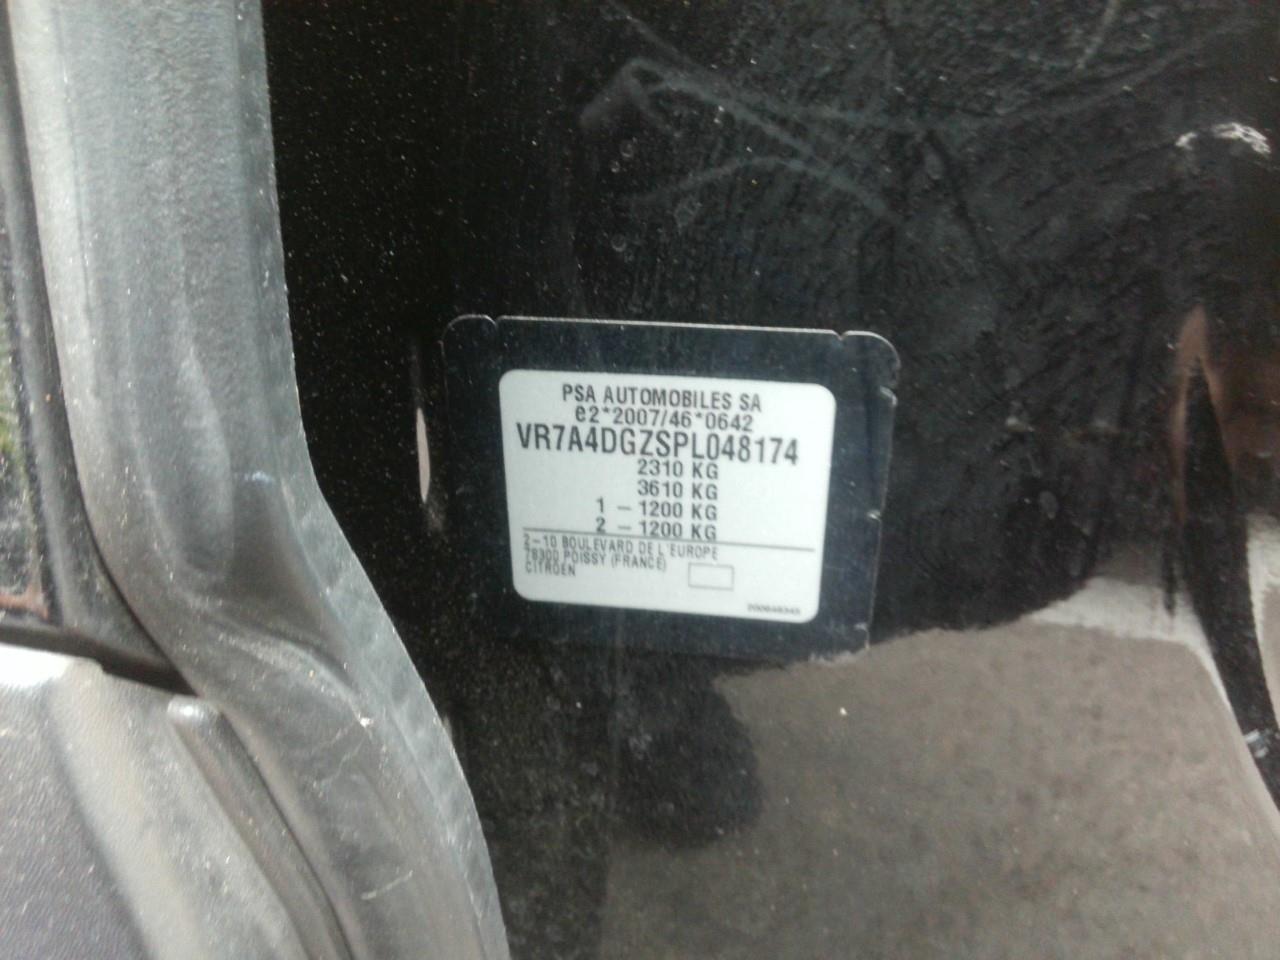 PSA AUTOMOBILES SA
e2*2007/46*0642
VR7A4DGZSPL048174
2310 KG
3610 KG
1 – 1200 KG
2 – 1200 KG
2–10 BOULEVARD DE L'EUROPE
78300 POISSY (FRANCE)
CITROEN